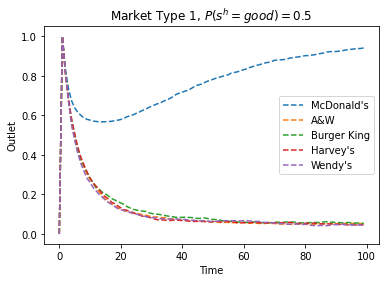 Market Type 1, P(s^h = good) = 0.5
Outlet
1.0
0.8
0.6
0.4
0.2
0.0
McDonald's
A&W
Burger King
Harvey's
Wendy's
0 20 40 60 80 100
Time